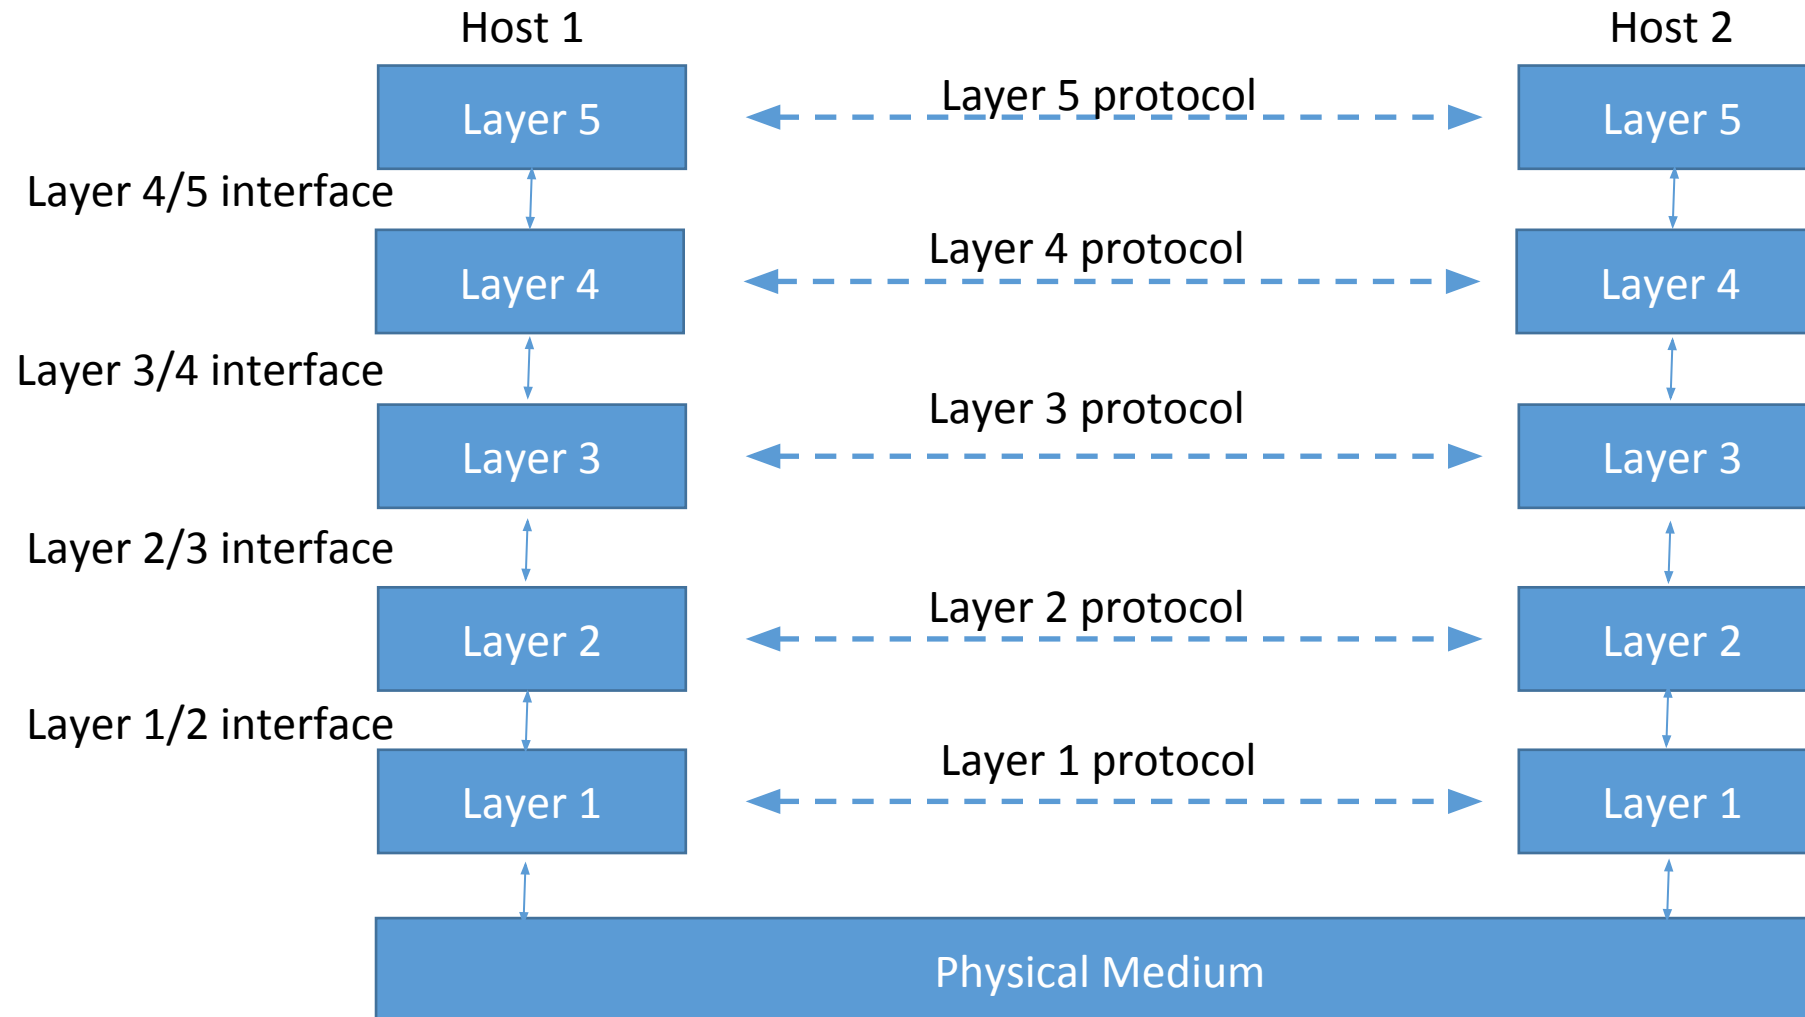 Host 1
Host 2
Layer 5
Layer 5 protocol
Layer 5
Layer 4/5 interface
Layer 4
Layer 4 protocol
Layer 4
Layer 3/4 interface
Layer 3
Layer 3 protocol
Layer 3
Layer 2/3 interface
Layer 2
Layer 2 protocol
Layer 2
Layer 1/2 interface
Layer 1
Layer 1 protocol
Layer 1
Physical Medium